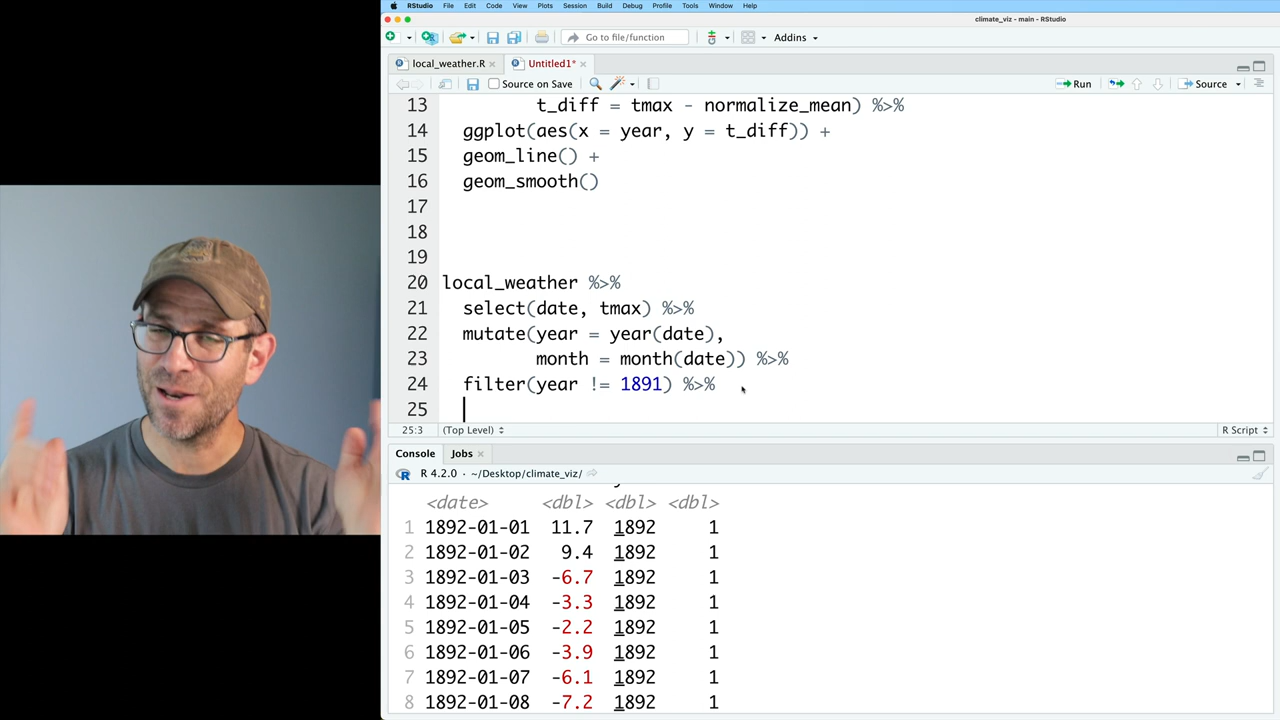 RStudio File Edit Code View Plots Session Build Debug Profile Tools Window Help
climate_viz - main - RStudio
Go to file/function Addins
local_weather.R Untitled1*
Source on Save Run Source
13 t_diff = tmax - normalize_mean) %>%
14 ggplot(aes(x = year, y = t_diff)) +
15 geom_line() +
16 geom_smooth()
17
18
19
20 local_weather %>%
21 select(date, tmax) %>%
22 mutate(year = year(date),
23 month = month(date)) %>%
24 filter(year != 1891) %>%
25
25:3 (Top Level) R Script
Console Jobs
R 4.2.0 · ~/Desktop/climate_viz/
<date> <dbl> <dbl> <dbl>
1 1892-01-01 11.7 1892 1
2 1892-01-02 9.4 1892 1
3 1892-01-03 -6.7 1892 1
4 1892-01-04 -3.3 1892 1
5 1892-01-05 -2.2 1892 1
6 1892-01-06 -3.9 1892 1
7 1892-01-07 -6.1 1892 1
8 1892-01-08 -7.2 1892 1